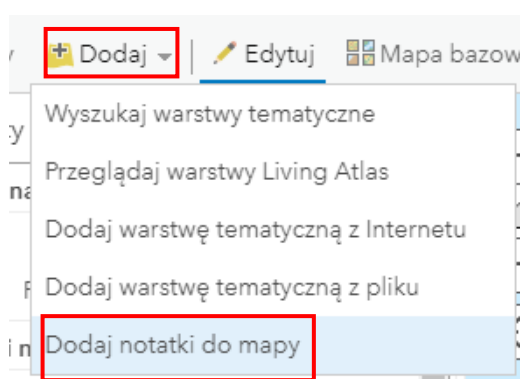 Dodaj Edytuj Mapa bazow
Wyszukaj warstwy tematyczne
Przeglądaj warstwy Living Atlas
Dodaj warstwę tematyczną z Internetu
Dodaj warstwę tematyczną z pliku
Dodaj notatki do mapy